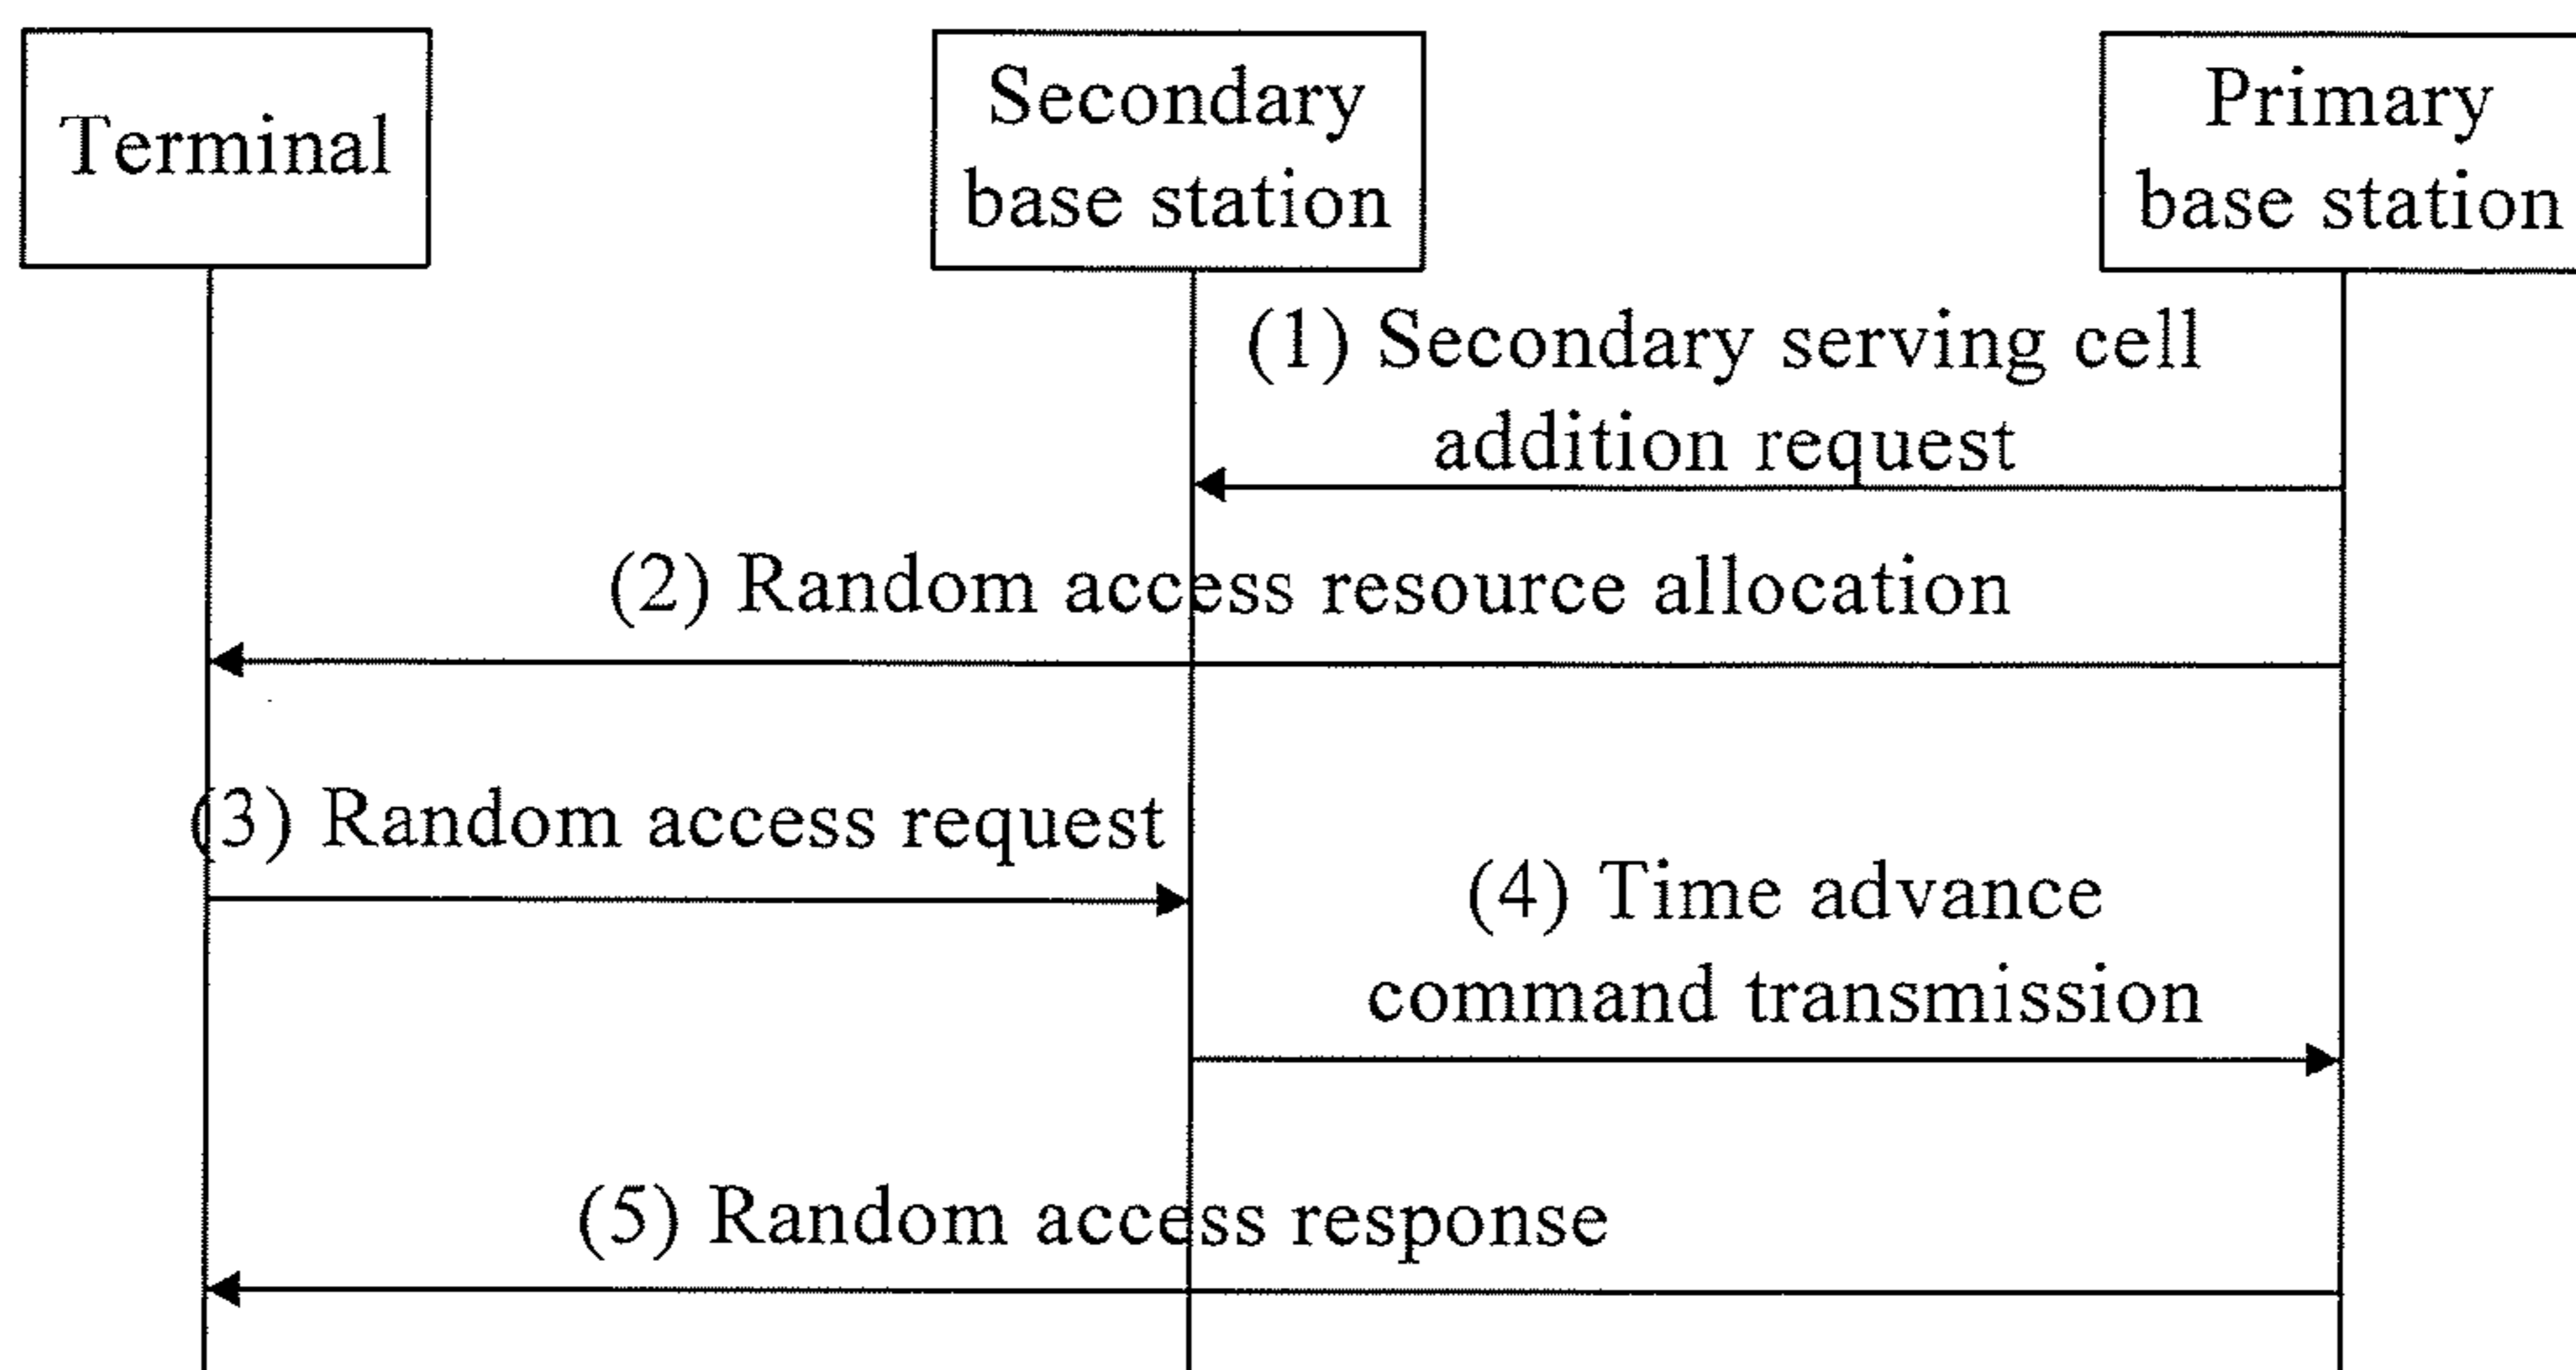 Terminal
Secondary
base station
Primary
base station
(1) Secondary serving cell
addition request
(2) Random access resource allocation
(3) Random access request
(4) Time advance
command transmission
(5) Random access response